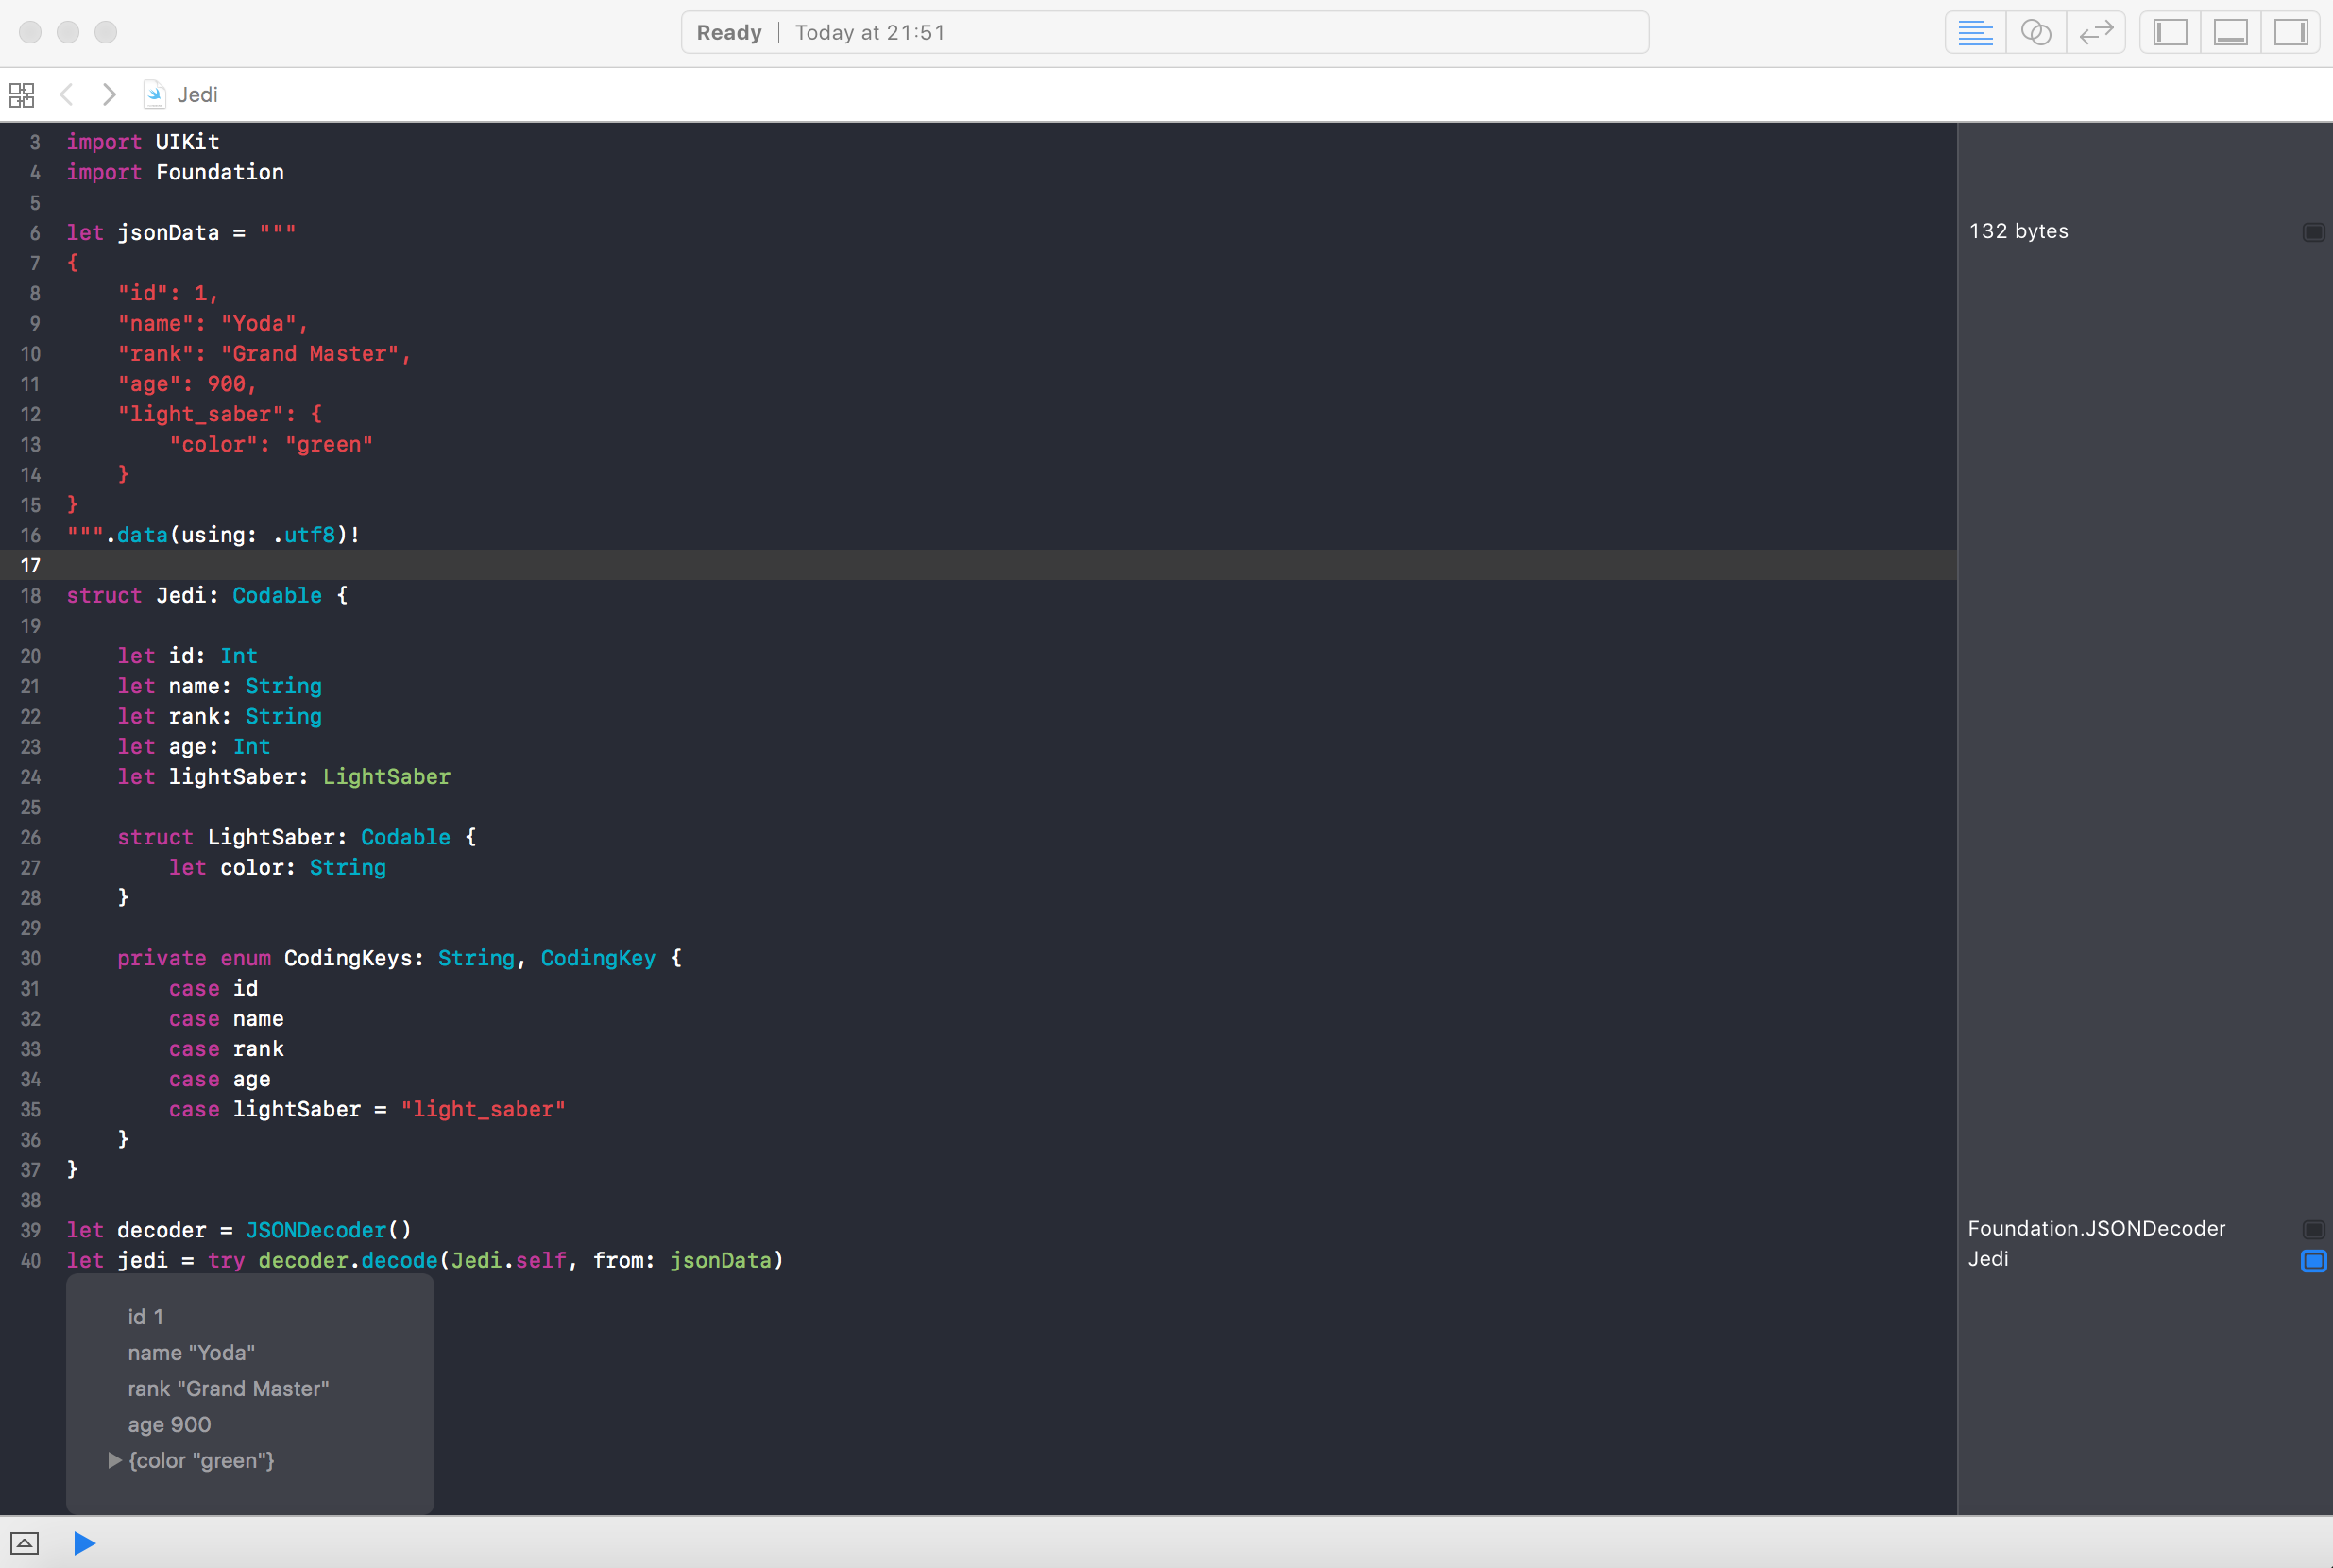 Ready | Today at 21:51
Jedi
3 import UIKit
4 import Foundation
5
6 let jsonData = """ 132 bytes
7 {
8     "id": 1,
9     "name": "Yoda",
10     "rank": "Grand Master",
11     "age": 900,
12     "light_saber": {
13         "color": "green"
14     }
15 }
16 """.data(using: .utf8)!
17
18 struct Jedi: Codable {
19
20     let id: Int
21     let name: String
22     let rank: String
23     let age: Int
24     let lightSaber: LightSaber
25
26     struct LightSaber: Codable {
27         let color: String
28     }
29
30     private enum CodingKeys: String, CodingKey {
31         case id
32         case name
33         case rank
34         case age
35         case lightSaber = "light_saber"
36     }
37 }
38
39 let decoder = JSONDecoder() Foundation.JSONDecoder
40 let jedi = try decoder.decode(Jedi.self, from: jsonData) Jedi
id 1
name "Yoda"
rank "Grand Master"
age 900
{color "green"}